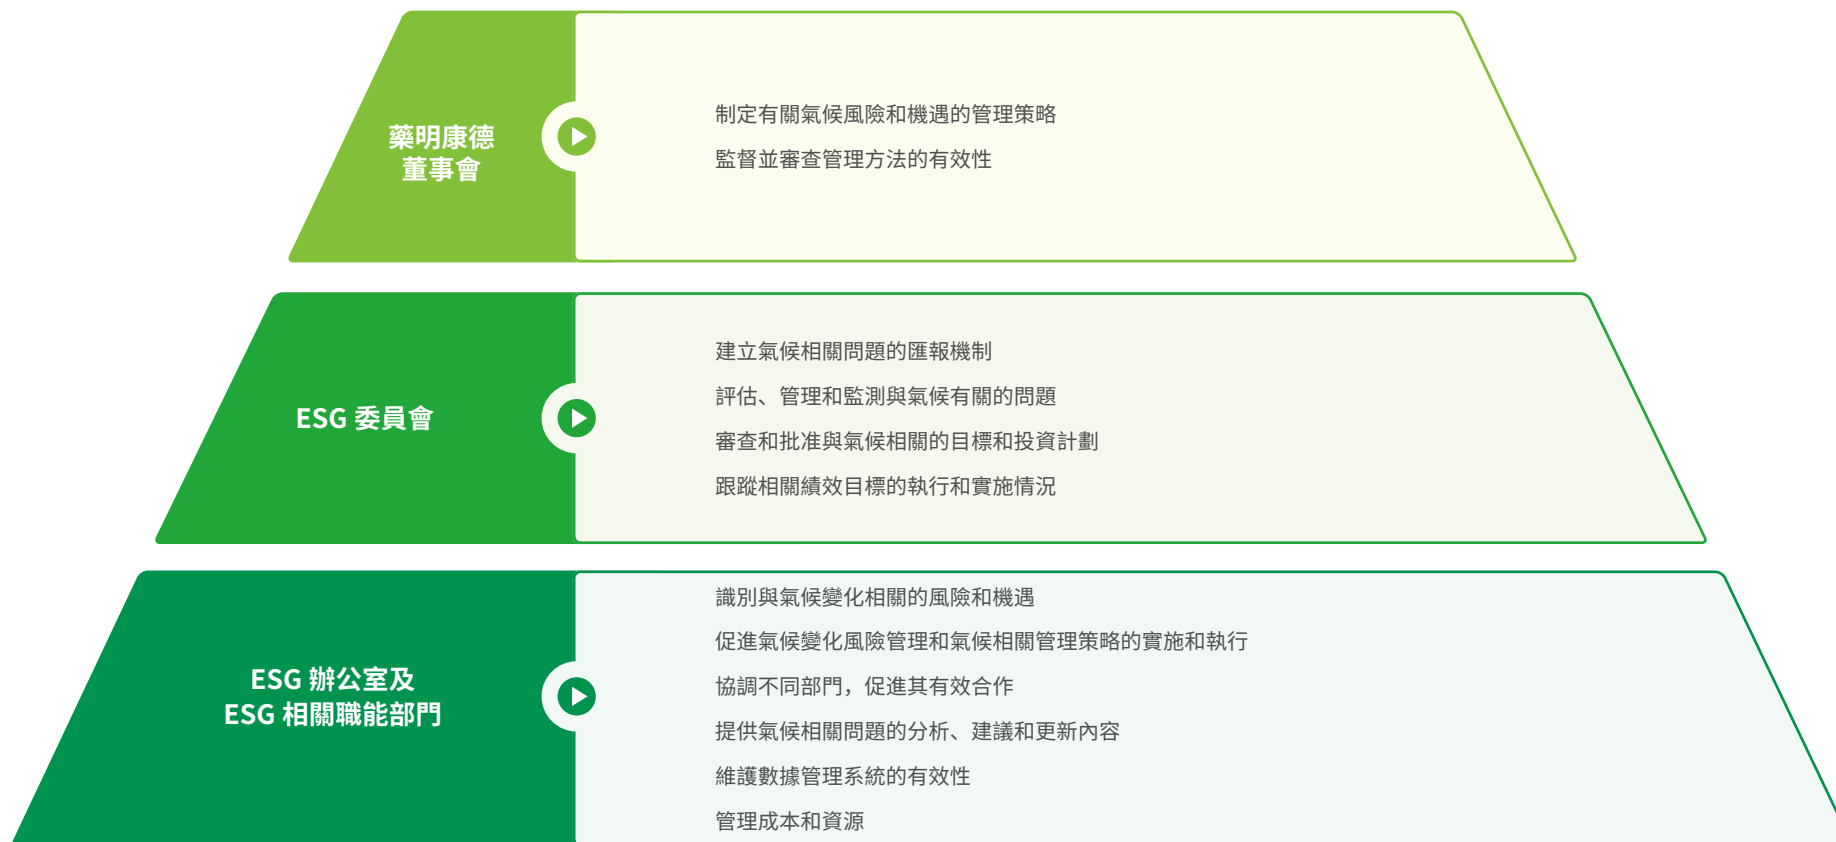 藥明康德
董事會
制定有關氣候風險和機遇的管理策略
監督並審查管理方法的有效性
ESG 委員會
建立氣候相關問題的匯報機制
評估、管理和監測與氣候有關的問題
審查和批准與氣候相關的目標和投資計劃
跟蹤相關績效目標的執行和實施情況
ESG 辦公室及
ESG 相關職能部門
識別與氣候變化相關的風險和機遇
促進氣候變化風險管理和氣候相關管理策略的實施和執行
協調不同部門，促進其有效合作
提供氣候相關問題的分析、建議和更新內容
維護數據管理系統的有效性
管理成本和資源